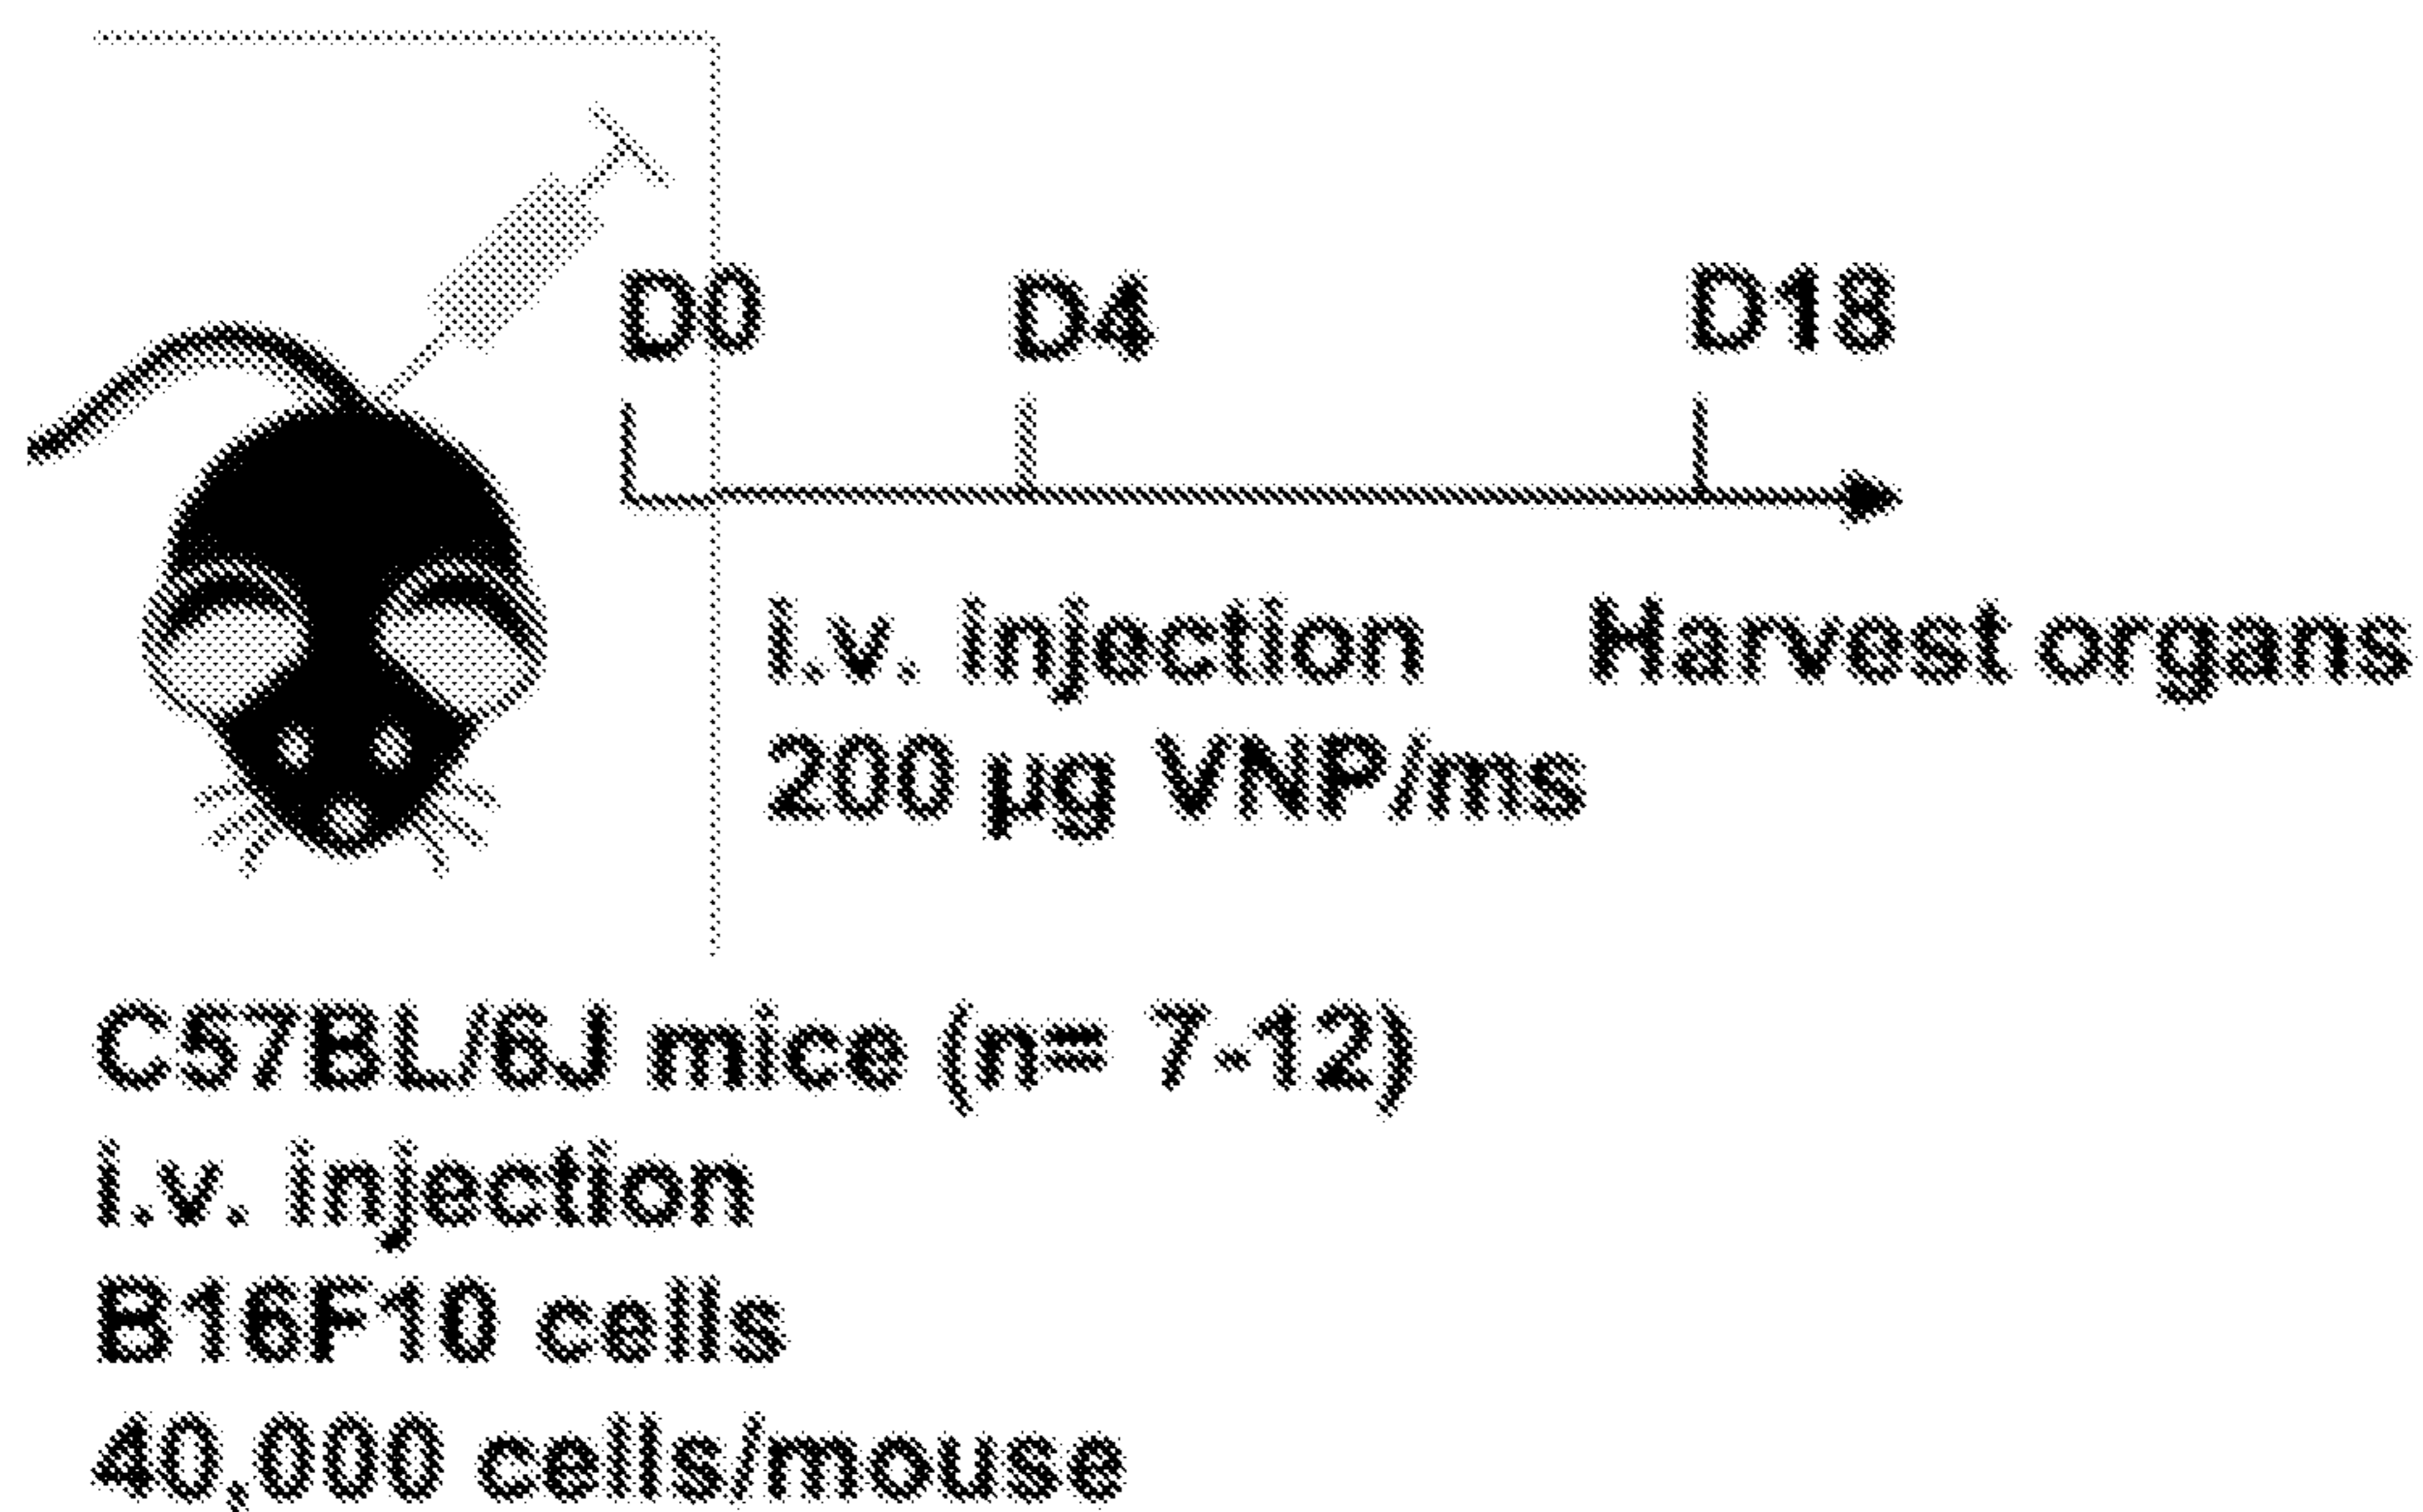 D0 D4 D18
i.v. injection Harvest organs
200 µg VNP/ms
C57BL/6J mice (n= 7-12)
i.v. injection
B16F10 cells
40,000 cells/mouse